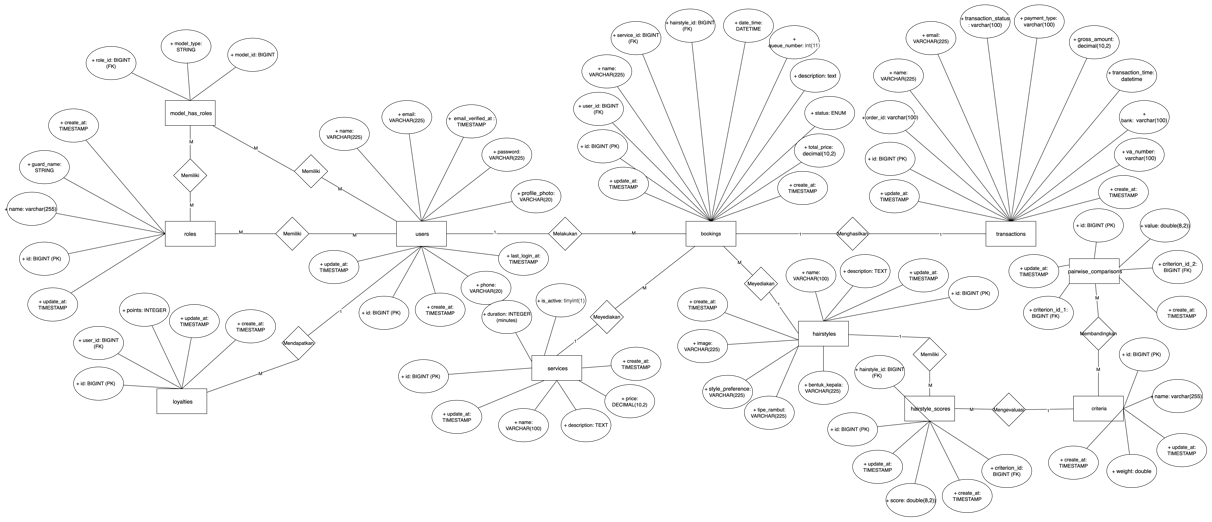 + role_id: BIGINT
(FK)
+ model_type:
STRING
+ model_id: BIGINT
model_has_roles
M
M
Memiliki
M
Memiliki
M
+ create_at:
TIMESTAMP
+ guard_name:
STRING
+ name: varchar(255)
+ id: BIGINT (PK)
+ update_at:
TIMESTAMP
roles
M
Memiliki
M
+ name:
VARCHAR(225)
+ email:
VARCHAR(225)
+ email_verified_at :
TIMESTAMP
+ password:
VARCHAR(225)
+ profile_photo:
VARCHAR(20)
users
+ update_at:
TIMESTAMP
+ id: BIGINT (PK)
+ create_at:
TIMESTAMP
+ phone:
VARCHAR(20)
+ last_login_at:
TIMESTAMP
1
Melakukan
M
1
Mendapatkan
M
+ points: INTEGER
+ user_id: BIGINT
(FK)
+ update_at:
TIMESTAMP
+ create_at:
TIMESTAMP
+ id: BIGINT (PK)
loyalties
+ service_id: BIGINT
(FK)
+ hairstyle_id: BIGINT
(FK)
+ date_time:
DATETIME
+
queue_number: int(11)
+ name:
VARCHAR(225)
+ description: text
+ user_id: BIGINT
(FK)
+ status: ENUM
+ id: BIGINT (PK)
+ total_price:
decimal(10,2)
+ update_at:
TIMESTAMP
+ create_at:
TIMESTAMP
bookings
1
Menghasilkan
1
M
Meyediakan
1
M
Meyediakan
1
+ duration: INTEGER
(minutes)
+ is_active: tinyint(1)
+ id: BIGINT (PK)
+ create_at:
TIMESTAMP
services
+ update_at:
TIMESTAMP
+ name:
VARCHAR(100)
+ description: TEXT
+ price:
DECIMAL(10,2)
+ email:
VARCHAR(225)
+ transaction_status
: varchar(100)
+ payment_type:
varchar(100)
+ gross_amount:
decimal(10,2)
+ name:
VARCHAR(225)
+ transaction_time:
datetime
+ order_id: varchar(100)
+
bank: varchar(100)
+ id: BIGINT (PK)
+ va_number:
varchar(100)
+ update_at:
TIMESTAMP
+ create_at:
TIMESTAMP
transactions
+ name:
VARCHAR(100)
+ description: TEXT
+ update_at:
TIMESTAMP
+ id: BIGINT (PK)
+ create_at:
TIMESTAMP
+ image:
VARCHAR(225)
hairstyles
+ style_preference:
VARCHAR(225)
+ tipe_rambut:
VARCHAR(225)
+ bentuk_kepala:
VARCHAR(225)
1
Memiliki
M
+ hairstyle_id: BIGINT
(FK)
hairstyle_scores
+ id: BIGINT (PK)
+ update_at:
TIMESTAMP
+ score: double(8,2))
+ create_at:
TIMESTAMP
+ criterion_id:
BIGINT (FK)
M
Mengevaluasi
1
+ id: BIGINT (PK)
+ value: double(8,2);
+ update_at:
TIMESTAMP
pairwise_comparisons
+ criterion_id_2:
BIGINT (FK)
+ criterion_id_1:
BIGINT (FK)
+ create_at:
TIMESTAMP
M
Membandingkan
M
+ id: BIGINT (PK)
+ name: varchar(255)
criteria
+ create_at:
TIMESTAMP
+ weight: double
+ update_at:
TIMESTAMP